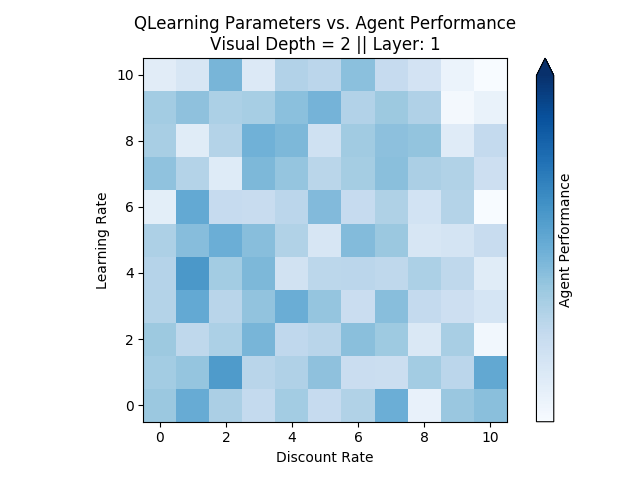 QLearning Parameters vs. Agent Performance
Visual Depth = 2 || Layer: 1
10
8
6
4
2
0
Learning Rate
0 2 4 6 8 10
Discount Rate
Agent Performance